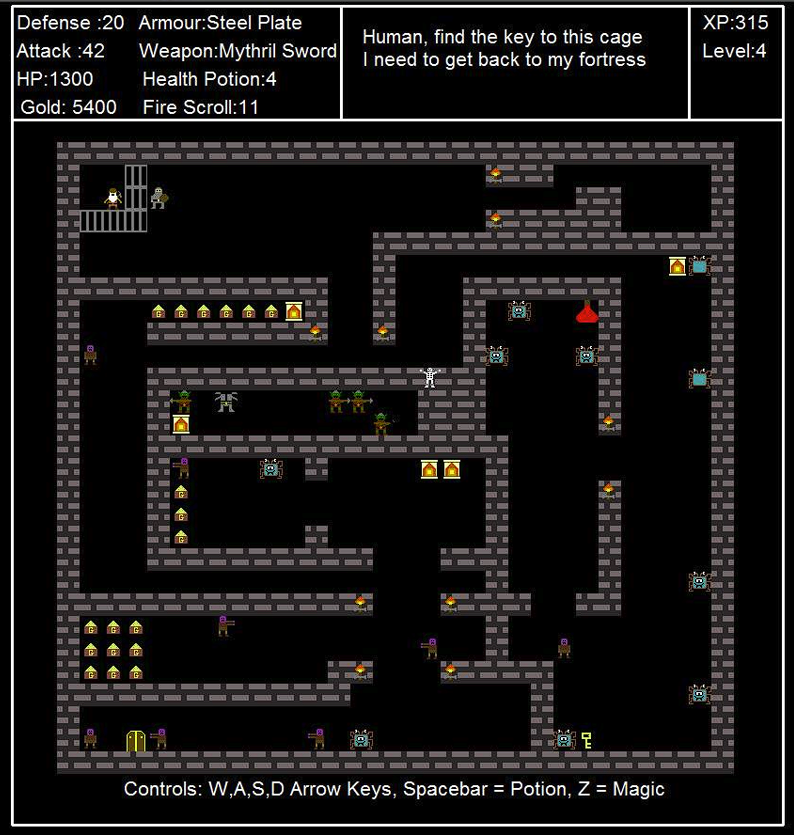 Defense :20 Armour:Steel Plate
Attack :42 Weapon:Mythril Sword
HP:1300 Health Potion:4
Gold: 5400 Fire Scroll:11
Human, find the key to this cage
I need to get back to my fortress
XP:315
Level:4
G G G G G G
G
G
G
G G G
G G G
G G G
Controls: W,A,S,D Arrow Keys, Spacebar = Potion, Z = Magic